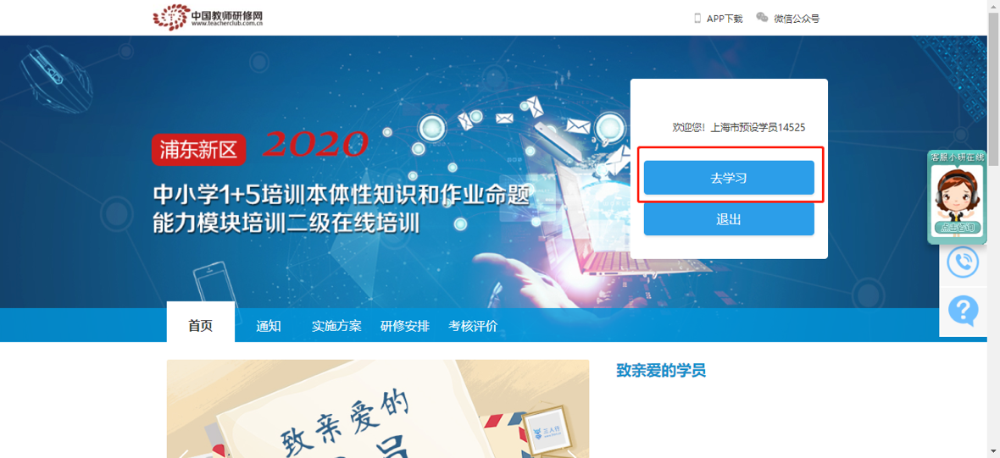 中国教师研修网
www.teacherclub.com.cn
APP下载
微信公众号
浦东新区 2020
中小学1+5培训本体性知识和作业命题
能力模块培训二级在线培训
欢迎您！上海市预设学员14525
去学习
退出
客服小研在线
点击咨询
首页
通知
实施方案
研修安排
考核评价
致亲爱的学员
致亲爱的
员
三人行